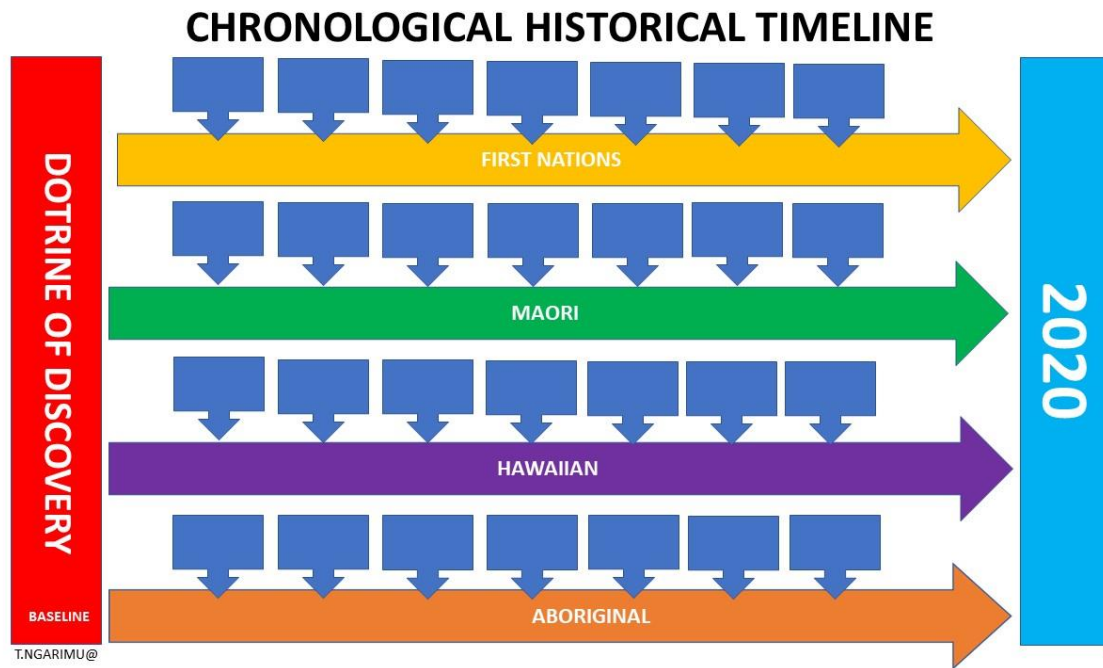 CHRONOLOGICAL HISTORICAL TIMELINE
DOTRINE OF DISCOVERY
BASELINE
T.NGARIMU@
FIRST NATIONS
MAORI
HAWAIIAN
ABORIGINAL
2020